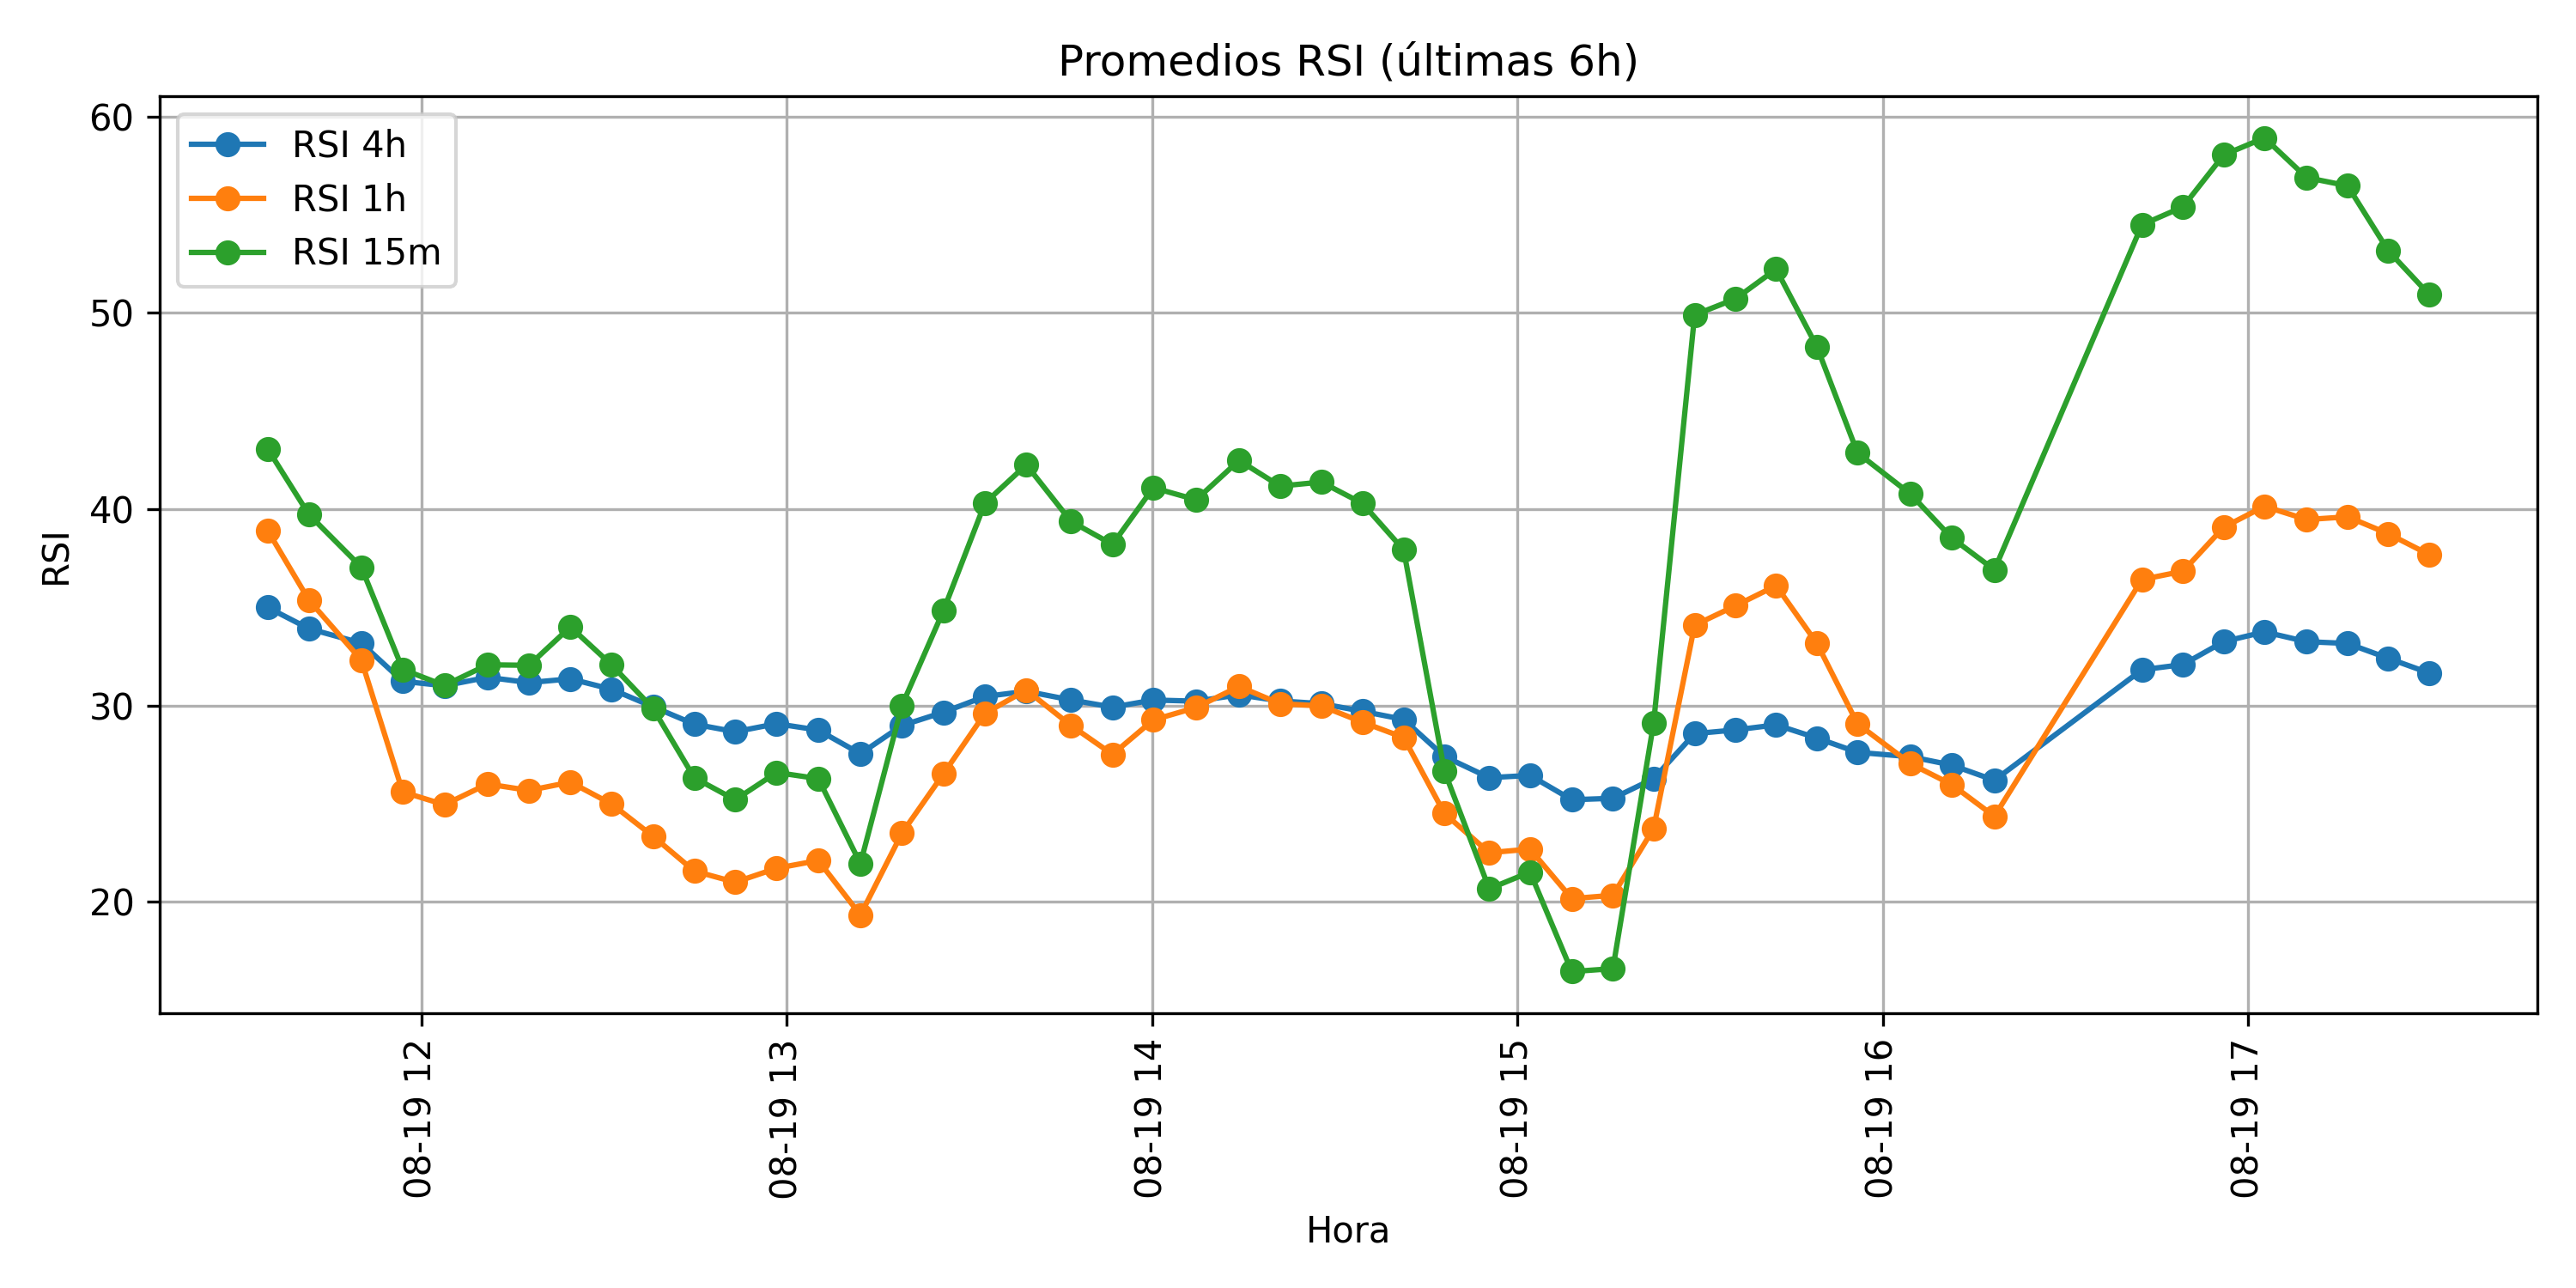 Promedios RSI (últimas 6h)
RSI 4h
RSI 1h
RSI 15m
60
50
40
30
20
RSI
08-19 12
08-19 13
08-19 14
08-19 15
08-19 16
08-19 17
Hora